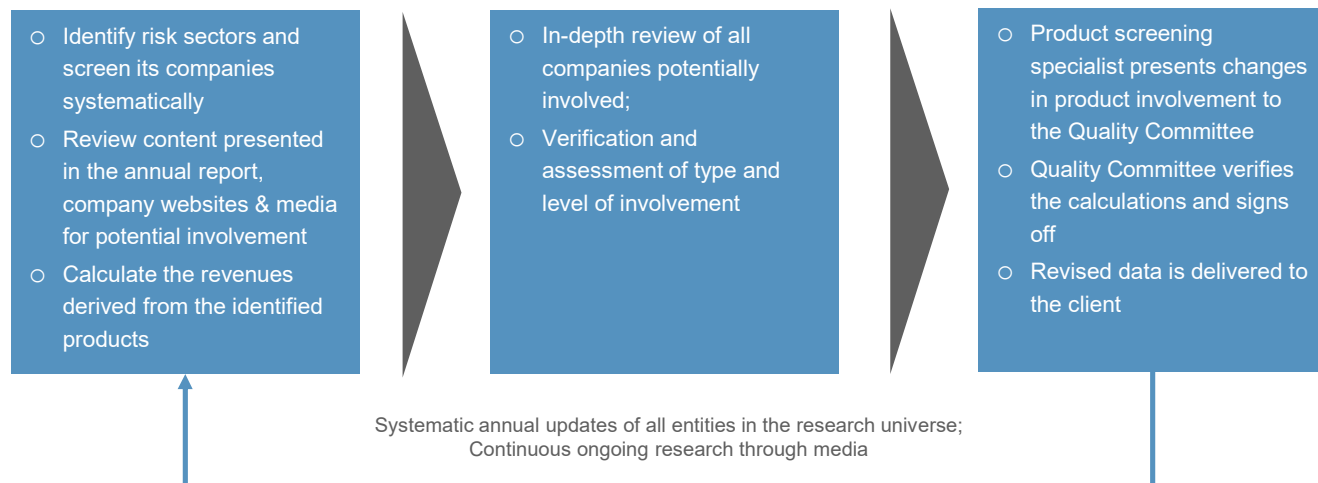 o Identify risk sectors and
screen its companies
systematically
o Review content presented
in the annual report,
company websites & media
for potential involvement
o Calculate the revenues
derived from the identified
products
o In-depth review of all
companies potentially
involved;
o Verification and
assessment of type and
level of involvement
o Product screening
specialist presents changes
in product involvement to
the Quality Committee
o Quality Committee verifies
the calculations and signs
off
o Revised data is delivered to
the client
Systematic annual updates of all entities in the research universe;
Continuous ongoing research through media